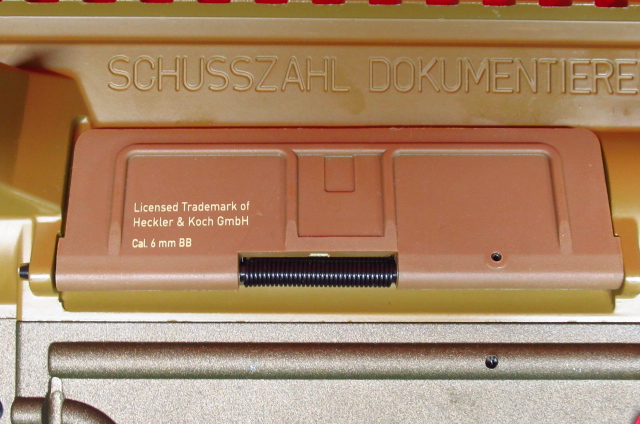 SCHUSSZAHL DOKUMENTIERE
Licensed Trademark of
Heckler & Koch GmbH
Cal. 6 mm BB